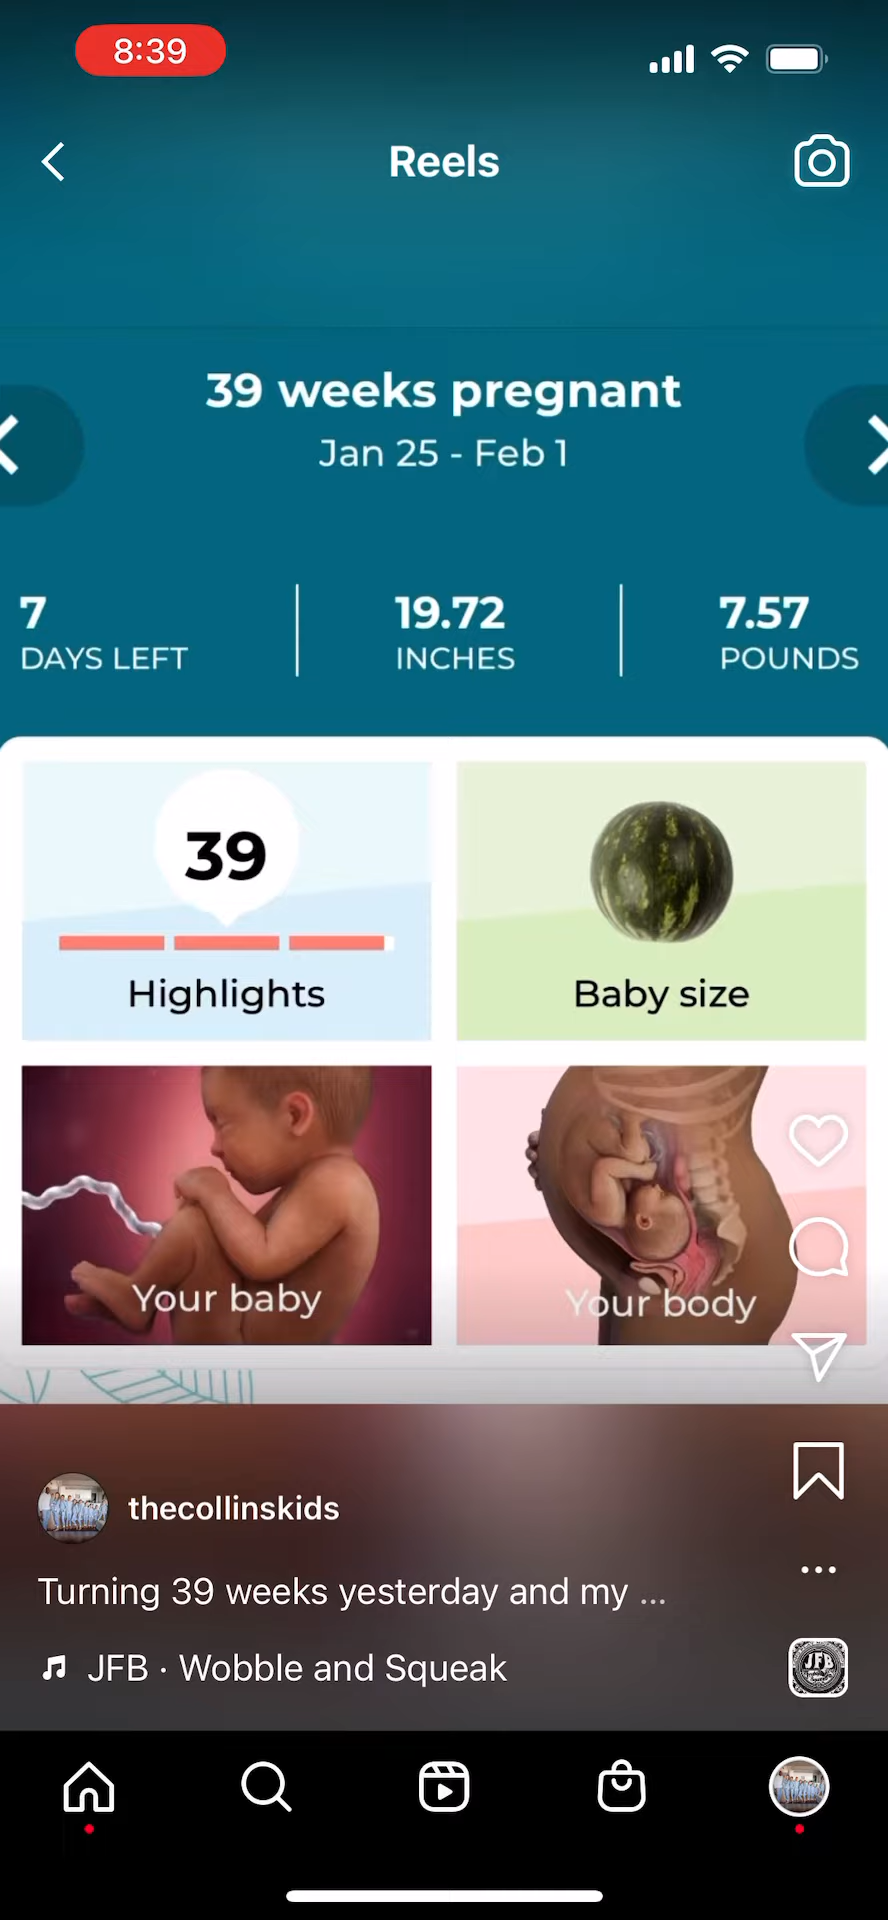 8:39
Reels
39 weeks pregnant
Jan 25 - Feb 1
7
DAYS LEFT
19.72
INCHES
7.57
POUNDS
39
Highlights
Baby size
Your baby
Your body
thecollinskids
Turning 39 weeks yesterday and my ...
JFB · Wobble and Squeak
JFB